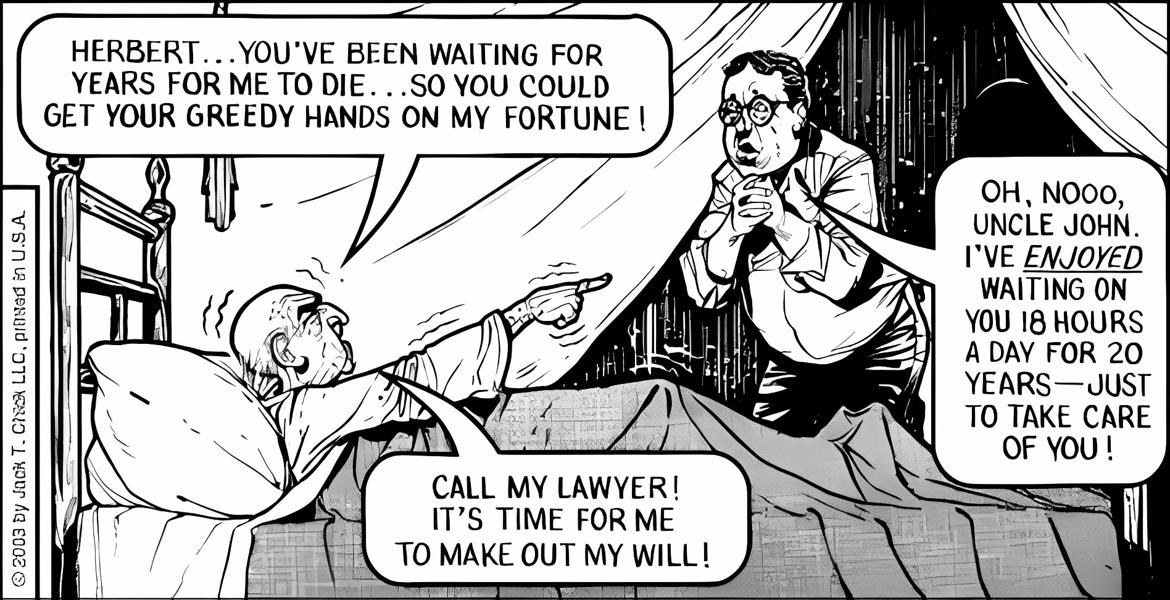 HERBERT...YOU'VE BEEN WAITING FOR
YEARS FOR ME TO DIE...SO YOU COULD
GET YOUR GREEDY HANDS ON MY FORTUNE!
OH, NOOO,
UNCLE JOHN.
I'VE ENJOYED
WAITING ON
YOU 18 HOURS
A DAY FOR 20
YEARS—JUST
TO TAKE CARE
OF YOU!
CALL MY LAWYER!
IT'S TIME FOR ME
TO MAKE OUT MY WILL!
© 2003 by Jack T. Chick LLC. printed in U.S.A.